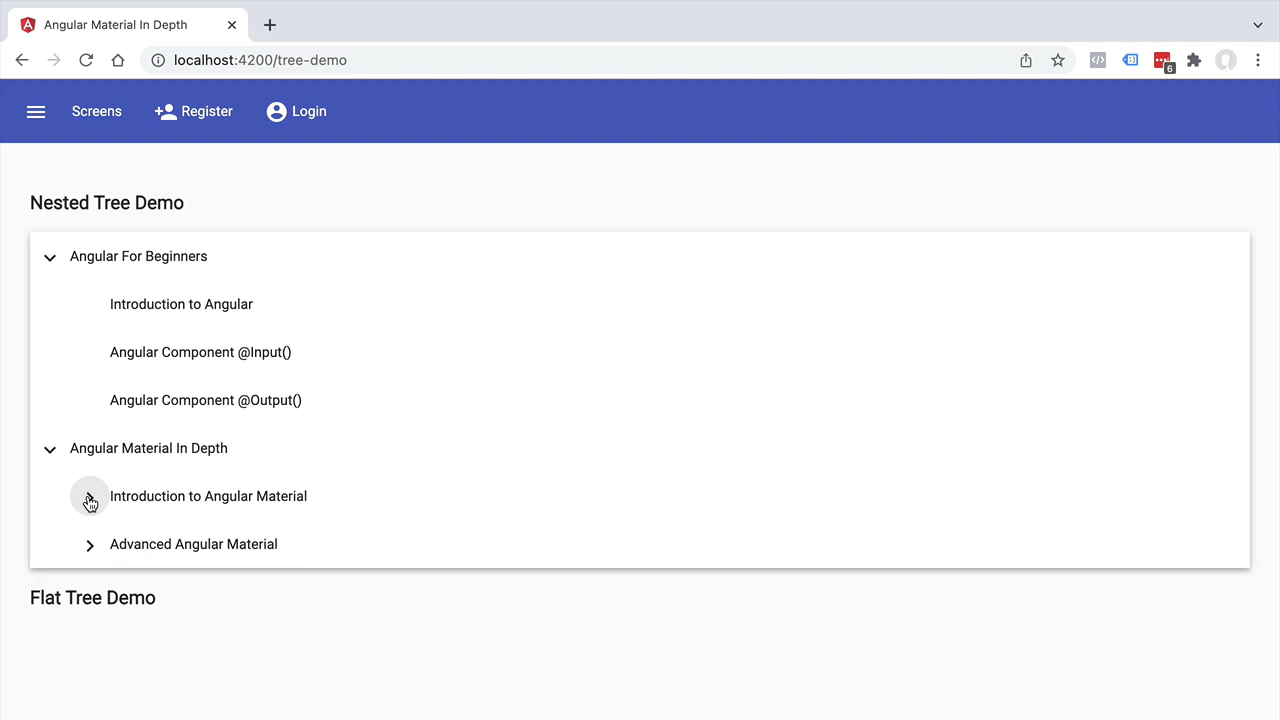 Angular Material In Depth
localhost:4200/tree-demo
6
Screens
Register
Login
Nested Tree Demo
Angular For Beginners
Introduction to Angular
Angular Component @Input()
Angular Component @Output()
Angular Material In Depth
Introduction to Angular Material
Advanced Angular Material
Flat Tree Demo